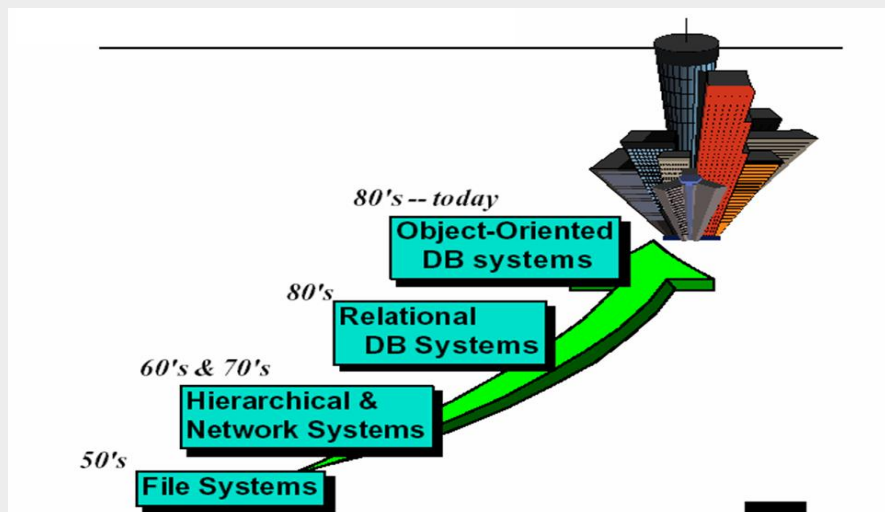 80's -- today
Object-Oriented
DB systems
80's
Relational
DB Systems
60's & 70's
Hierarchical &
Network Systems
50's
File Systems